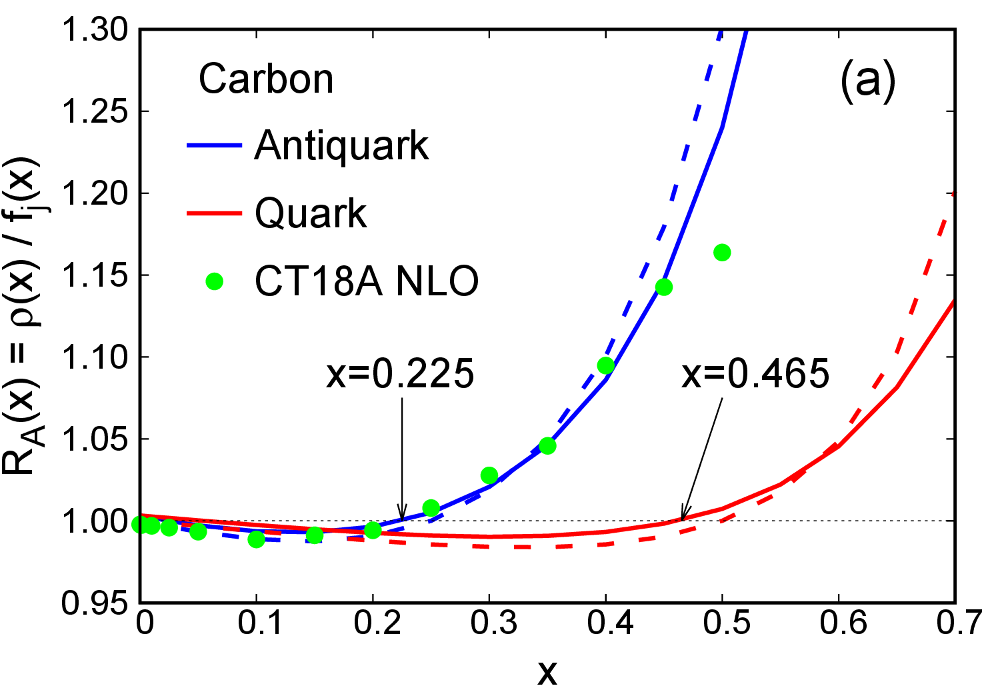 1.30
1.25
1.20
1.15
1.10
1.05
1.00
0.95
R_A(x) = ρ(x) / f_j(x)
Carbon
(a)
Antiquark
Quark
CT18A NLO
x=0.225
x=0.465
0 0.1 0.2 0.3 0.4 0.5 0.6 0.7
x